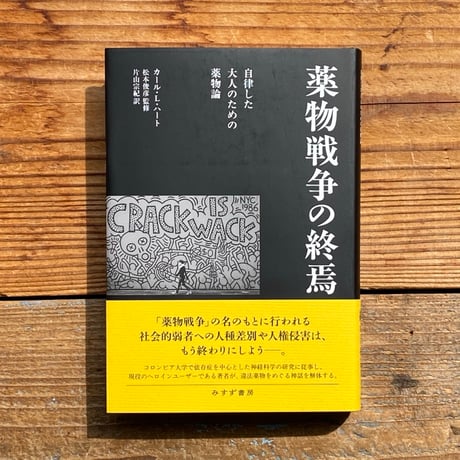 薬物戦争の終焉
自律した
大人のための
薬物論
カール・L・ハート
松本俊彦 監修
片山宗紀 訳
CRACK IS WACK
NYC
1986
「薬物戦争」の名のもとに行われる
社会的弱者への人種差別や人権侵害は、
もう終わりにしよう——。
コロンビア大学で依存症を中心とした神経科学の研究に従事し、
現役のヘロインユーザーである著者が、違法薬物をめぐる神話を解体する。
みすず書房